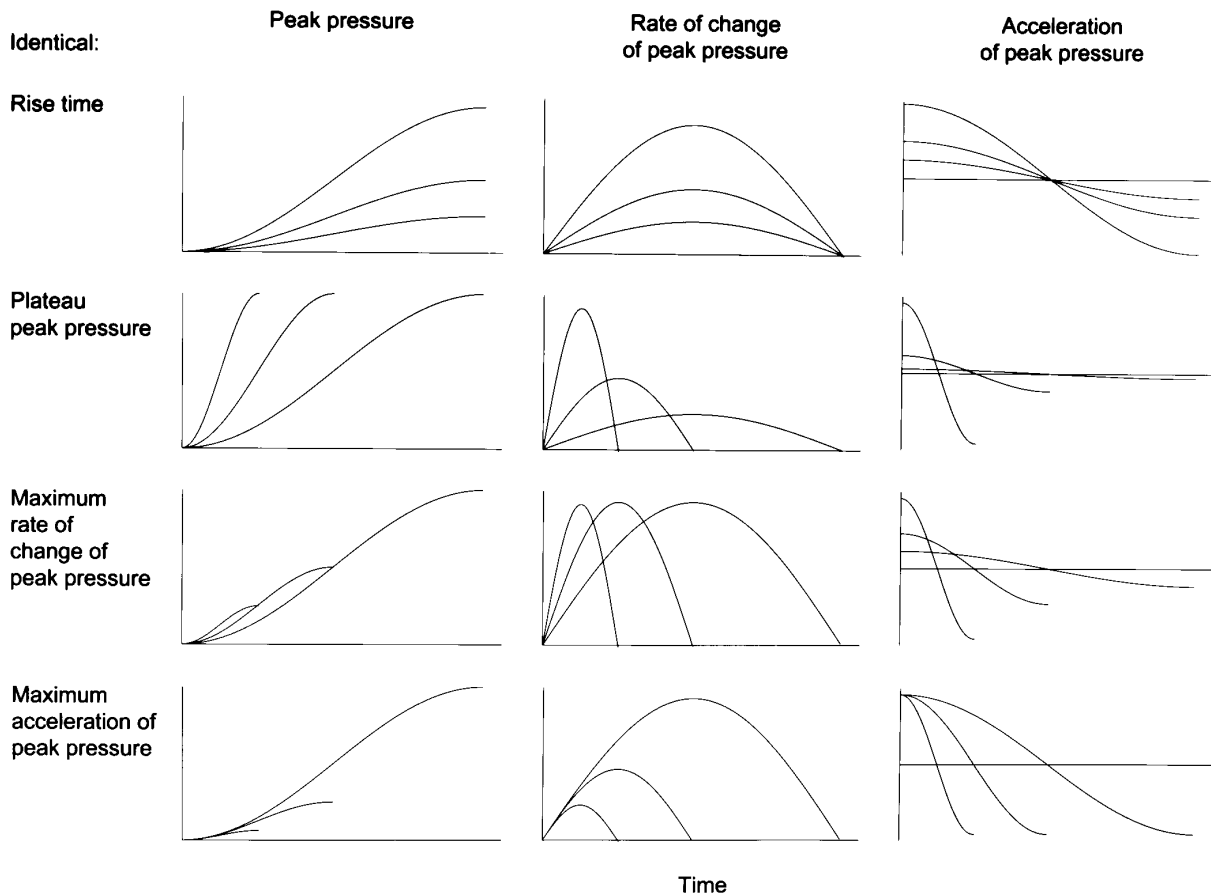 Identical:
Peak pressure
Rate of change
of peak pressure
Acceleration
of peak pressure
Rise time
Plateau
peak pressure
Maximum
rate of
change of
peak pressure
Maximum
acceleration of
peak pressure
Time